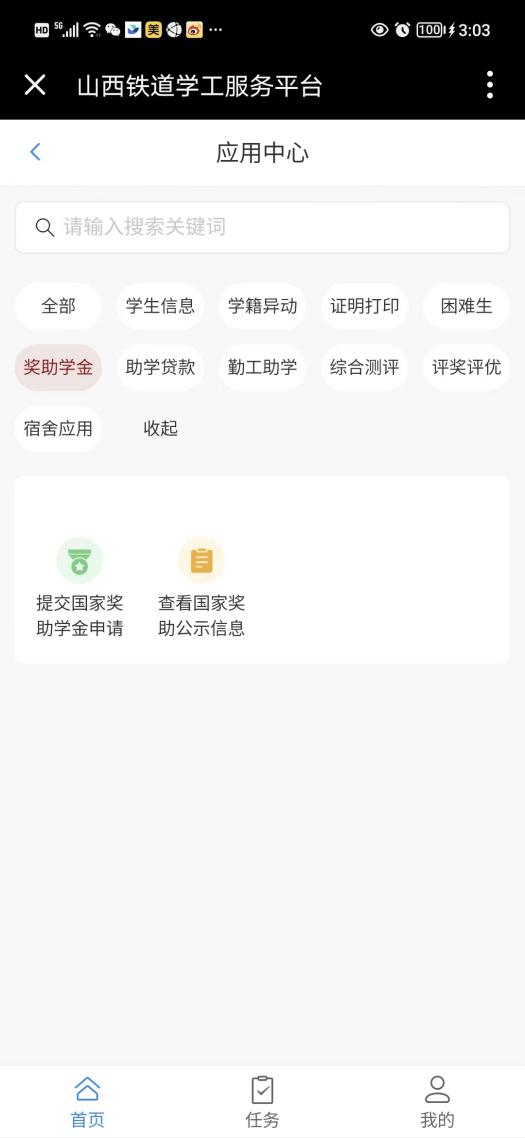 HD 5G 美 100 3:03
山西铁道学工服务平台
应用中心
请输入搜索关键词
全部 学生信息 学籍异动 证明打印 困难生
奖助学金 助学贷款 勤工助学 综合测评 评奖评优
宿舍应用 收起
提交国家奖 查看国家奖
助学金申请 助公示信息
首页 任务 我的